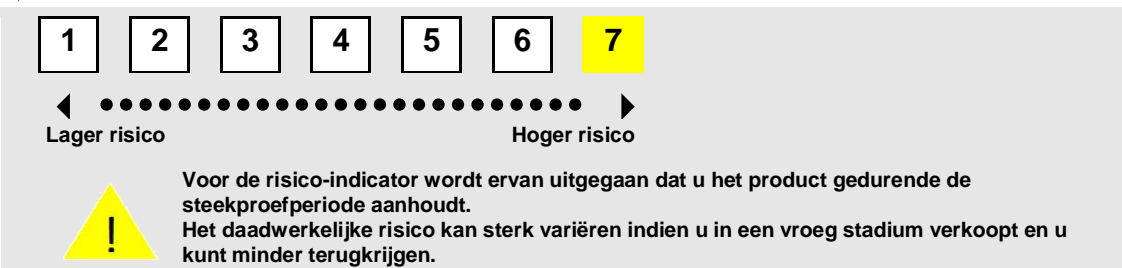 1 2 3 4 5 6 7
Lager risico Hoger risico
! Voor de risico-indicator wordt ervan uitgegaan dat u het product gedurende de
steekproefperiode aanhoudt.
Het daadwerkelijke risico kan sterk variëren indien u in een vroeg stadium verkoopt en u
kunt minder terugkrijgen.